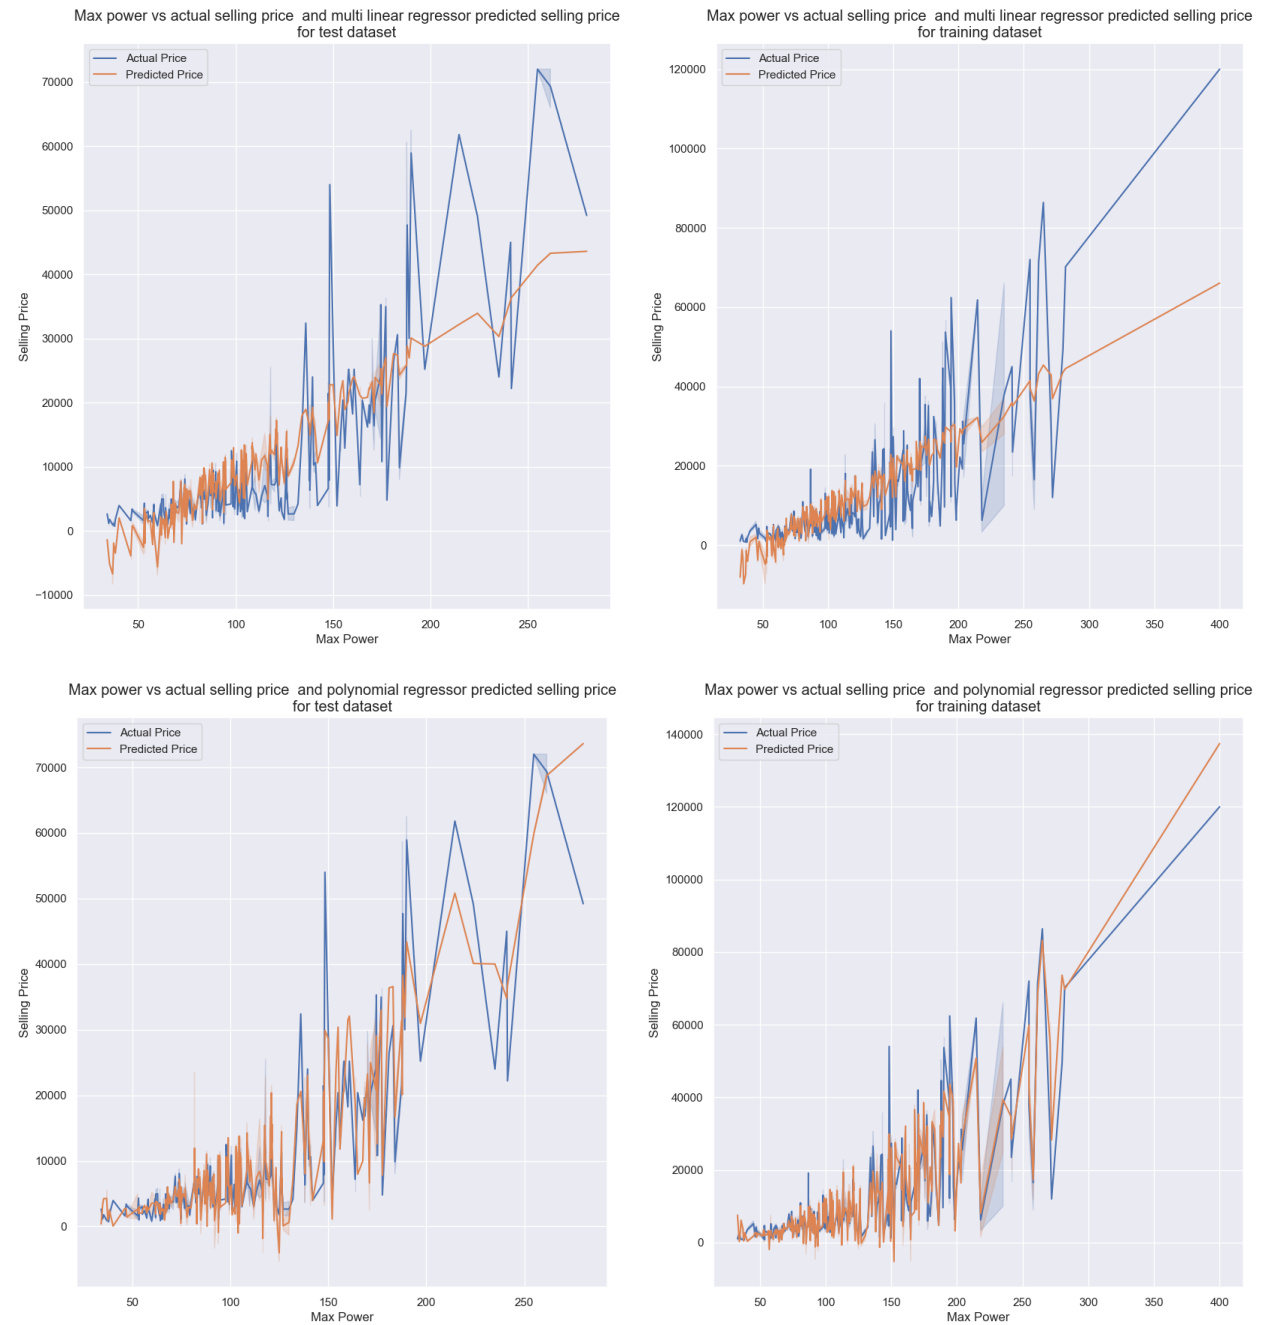 Max power vs actual selling price  and multi linear regressor predicted selling price
for test dataset
Actual Price
Predicted Price
70000
60000
50000
40000
30000
20000
10000
0
−10000
Selling Price
50 100 150 200 250
Max Power
Max power vs actual selling price  and multi linear regressor predicted selling price
for training dataset
Actual Price
Predicted Price
120000
100000
80000
60000
40000
20000
0
Selling Price
50 100 150 200 250 300 350 400
Max Power
Max power vs actual selling price  and polynomial regressor predicted selling price
for test dataset
Actual Price
Predicted Price
70000
60000
50000
40000
30000
20000
10000
0
Selling Price
50 100 150 200 250
Max Power
Max power vs actual selling price  and polynomial regressor predicted selling price
for training dataset
Actual Price
Predicted Price
140000
120000
100000
80000
60000
40000
20000
0
Selling Price
50 100 150 200 250 300 350 400
Max Power